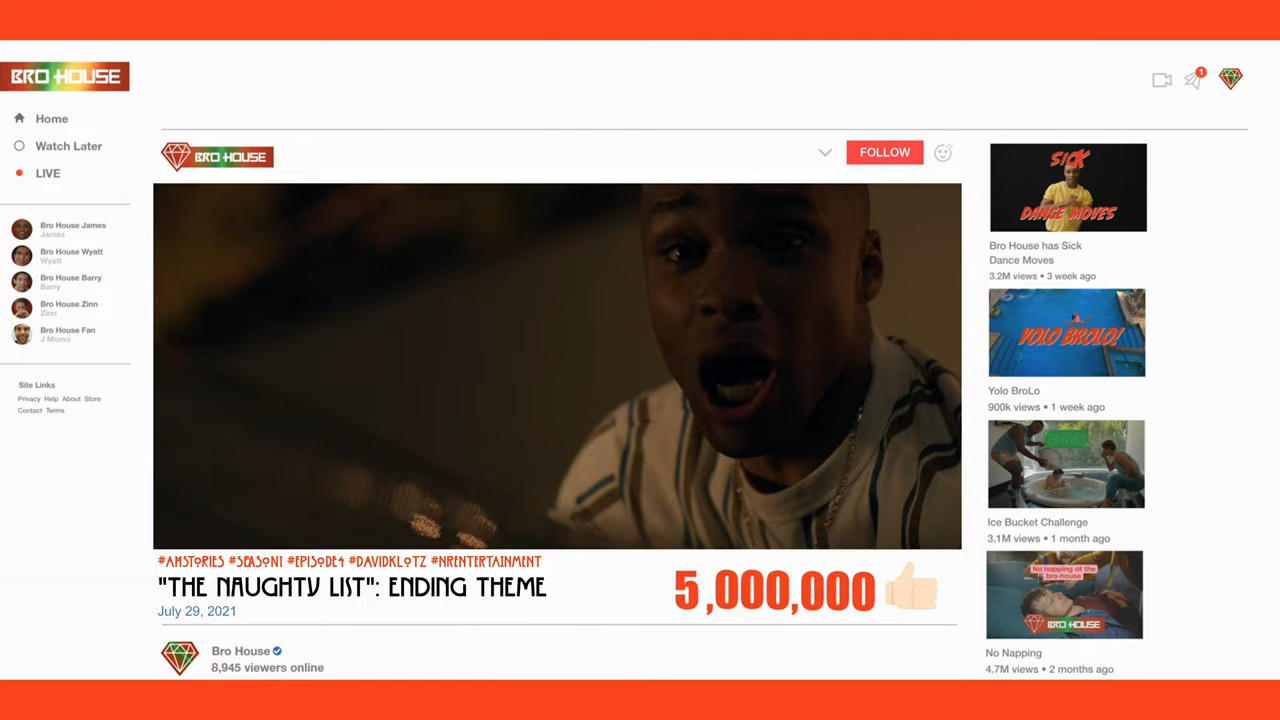 BRO HOUSE
1
Home
Watch Later
LIVE
Bro House James
James
Bro House Wyatt
Wyatt
Bro House Barry
Barry
Bro House Zinn
Zinn
Bro House Fan
J Momo
Site Links
Privacy Help About Store
Contact Terms
BRO HOUSE
FOLLOW
#AHSTORIES #SEASON1 #EPISODE4 #DAVIDKLOTZ #NRENTERTAINMENT
"THE NAUGHTY LIST": ENDING THEME
July 29, 2021
5,000,000
Bro House
8,945 viewers online
SICK
DANCE MOVES
Bro House has Sick
Dance Moves
3.2M views • 3 week ago
YOLO BROLO!
Yolo BroLo
900k views • 1 week ago
Ice Bucket Challenge
3.1M views • 1 month ago
No napping at the
bro-house
BRO HOUSE
No Napping
4.7M views • 2 months ago